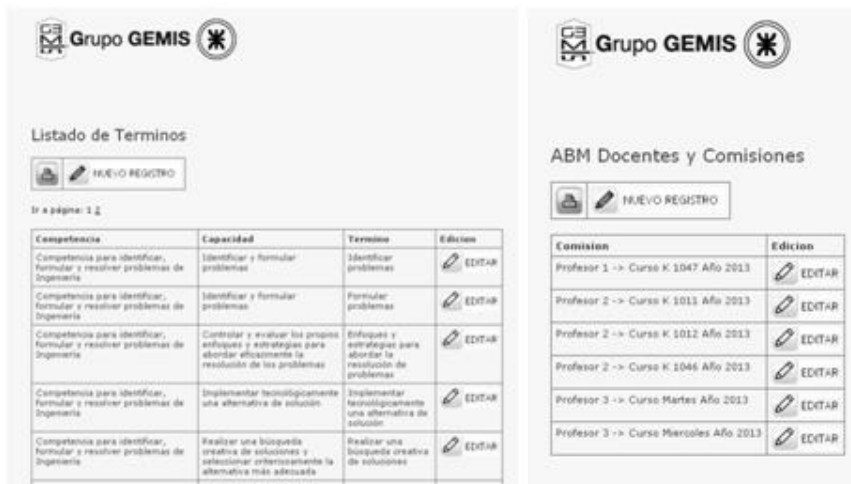 Grupo GEMIS
Listado de Terminos
NUEVO REGISTRO
Ir a página: 1 2
Competencia Capacidad Termino Edicion
Competencia para identificar,
formular y resolver problemas de
Ingeniería
Identificar y formular
problemas
Identificar
problemas
EDITAR
Competencia para identificar,
formular y resolver problemas de
Ingeniería
Identificar y formular
problemas
Formular
problemas
EDITAR
Competencia para identificar,
formular y resolver problemas de
Ingeniería
Controlar y evaluar los propios
enfoques y estrategias para
abordar eficazmente la
resolución de los problemas
Enfoques y
estrategias para
abordar la
resolución de
problemas
EDITAR
Competencia para identificar,
formular y resolver problemas de
Ingeniería
Implementar tecnológicamente
una alternativa de solución
Implementar
tecnológicamente
una alternativa de
solución
EDITAR
Competencia para identificar,
formular y resolver problemas de
Ingeniería
Realizar una búsqueda
creativa de soluciones y
seleccionar criteriosamente la
alternativa más adecuada
Realizar una
búsqueda creativa
de soluciones
EDITAR
Grupo GEMIS
ABM Docentes y Comisiones
NUEVO REGISTRO
Comision Edicion
Profesor 1 -> Curso K 1047 Año 2013 EDITAR
Profesor 2 -> Curso K 1011 Año 2013 EDITAR
Profesor 2 -> Curso K 1012 Año 2013 EDITAR
Profesor 2 -> Curso K 1046 Año 2013 EDITAR
Profesor 3 -> Curso Martes Año 2013 EDITAR
Profesor 3 -> Curso Miercoles Año 2013 EDITAR